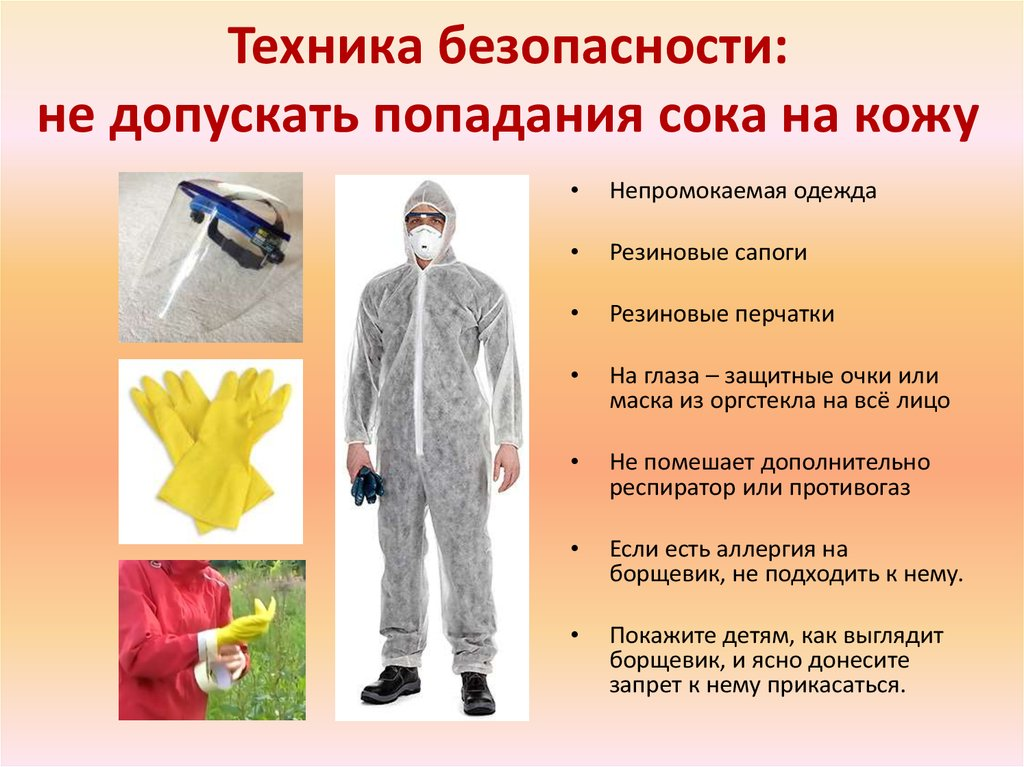 Техника безопасности:
не допускать попадания сока на кожу
• Непромокаемая одежда
• Резиновые сапоги
• Резиновые перчатки
• На глаза – защитные очки или
маска из оргстекла на всё лицо
• Не помешает дополнительно
респиратор или противогаз
• Если есть аллергия на
борщевик, не подходить к нему.
• Покажите детям, как выглядит
борщевик, и ясно донесите
запрет к нему прикасаться.